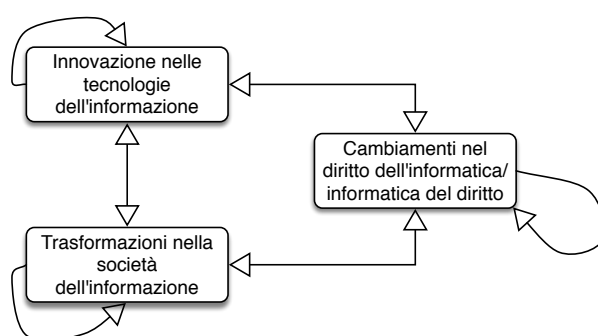 Innovazione nelle
tecnologie
dell'informazione
Cambiamenti nel
diritto dell'informatica/
informatica del diritto
Trasformazioni nella
società
dell'informazione